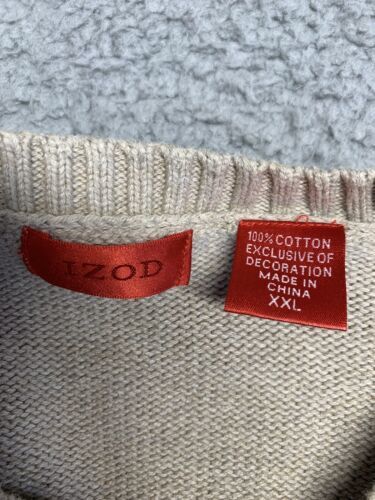 IZOD
100% COTTON
EXCLUSIVE OF
DECORATION
MADE IN
CHINA
XXL